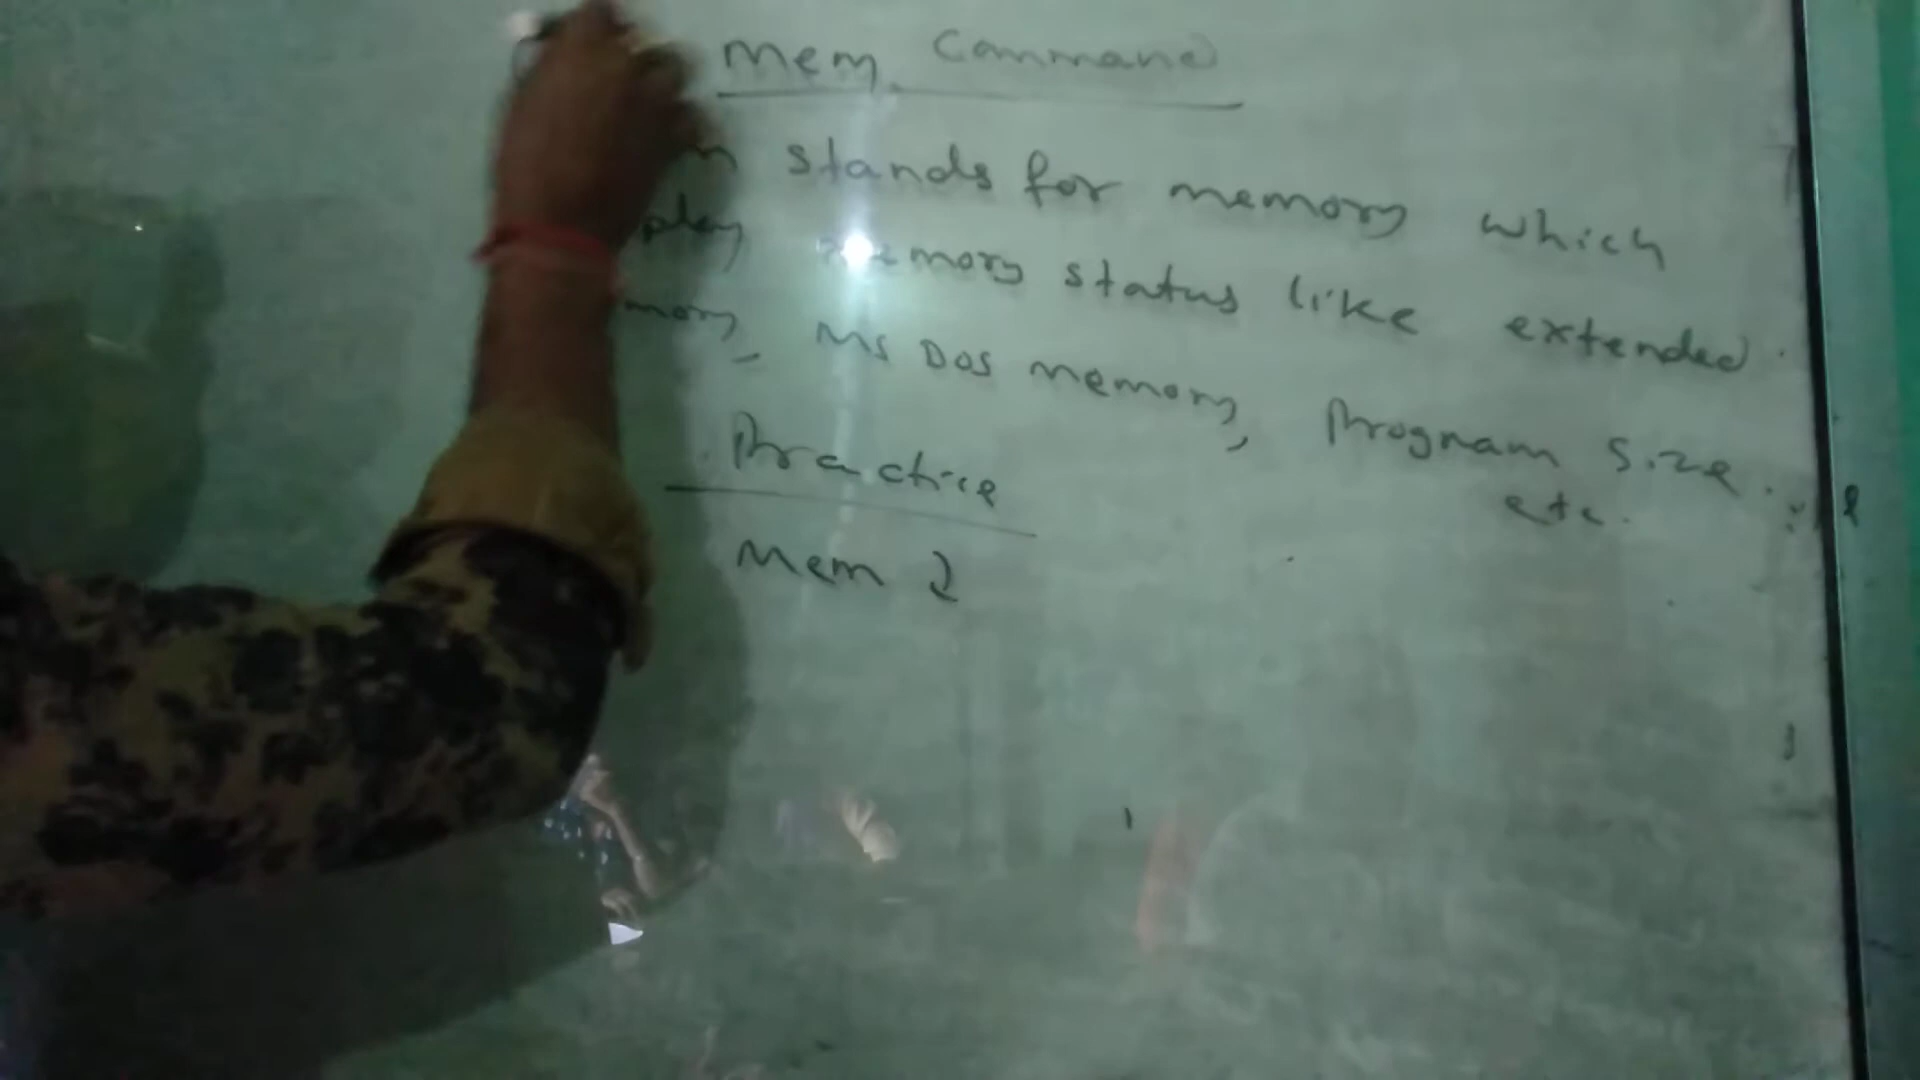 Mem Command
m stands for memory which
play memory status like extended
mory, Ms Dos memory, Program Size
etc.
Practice
Mem